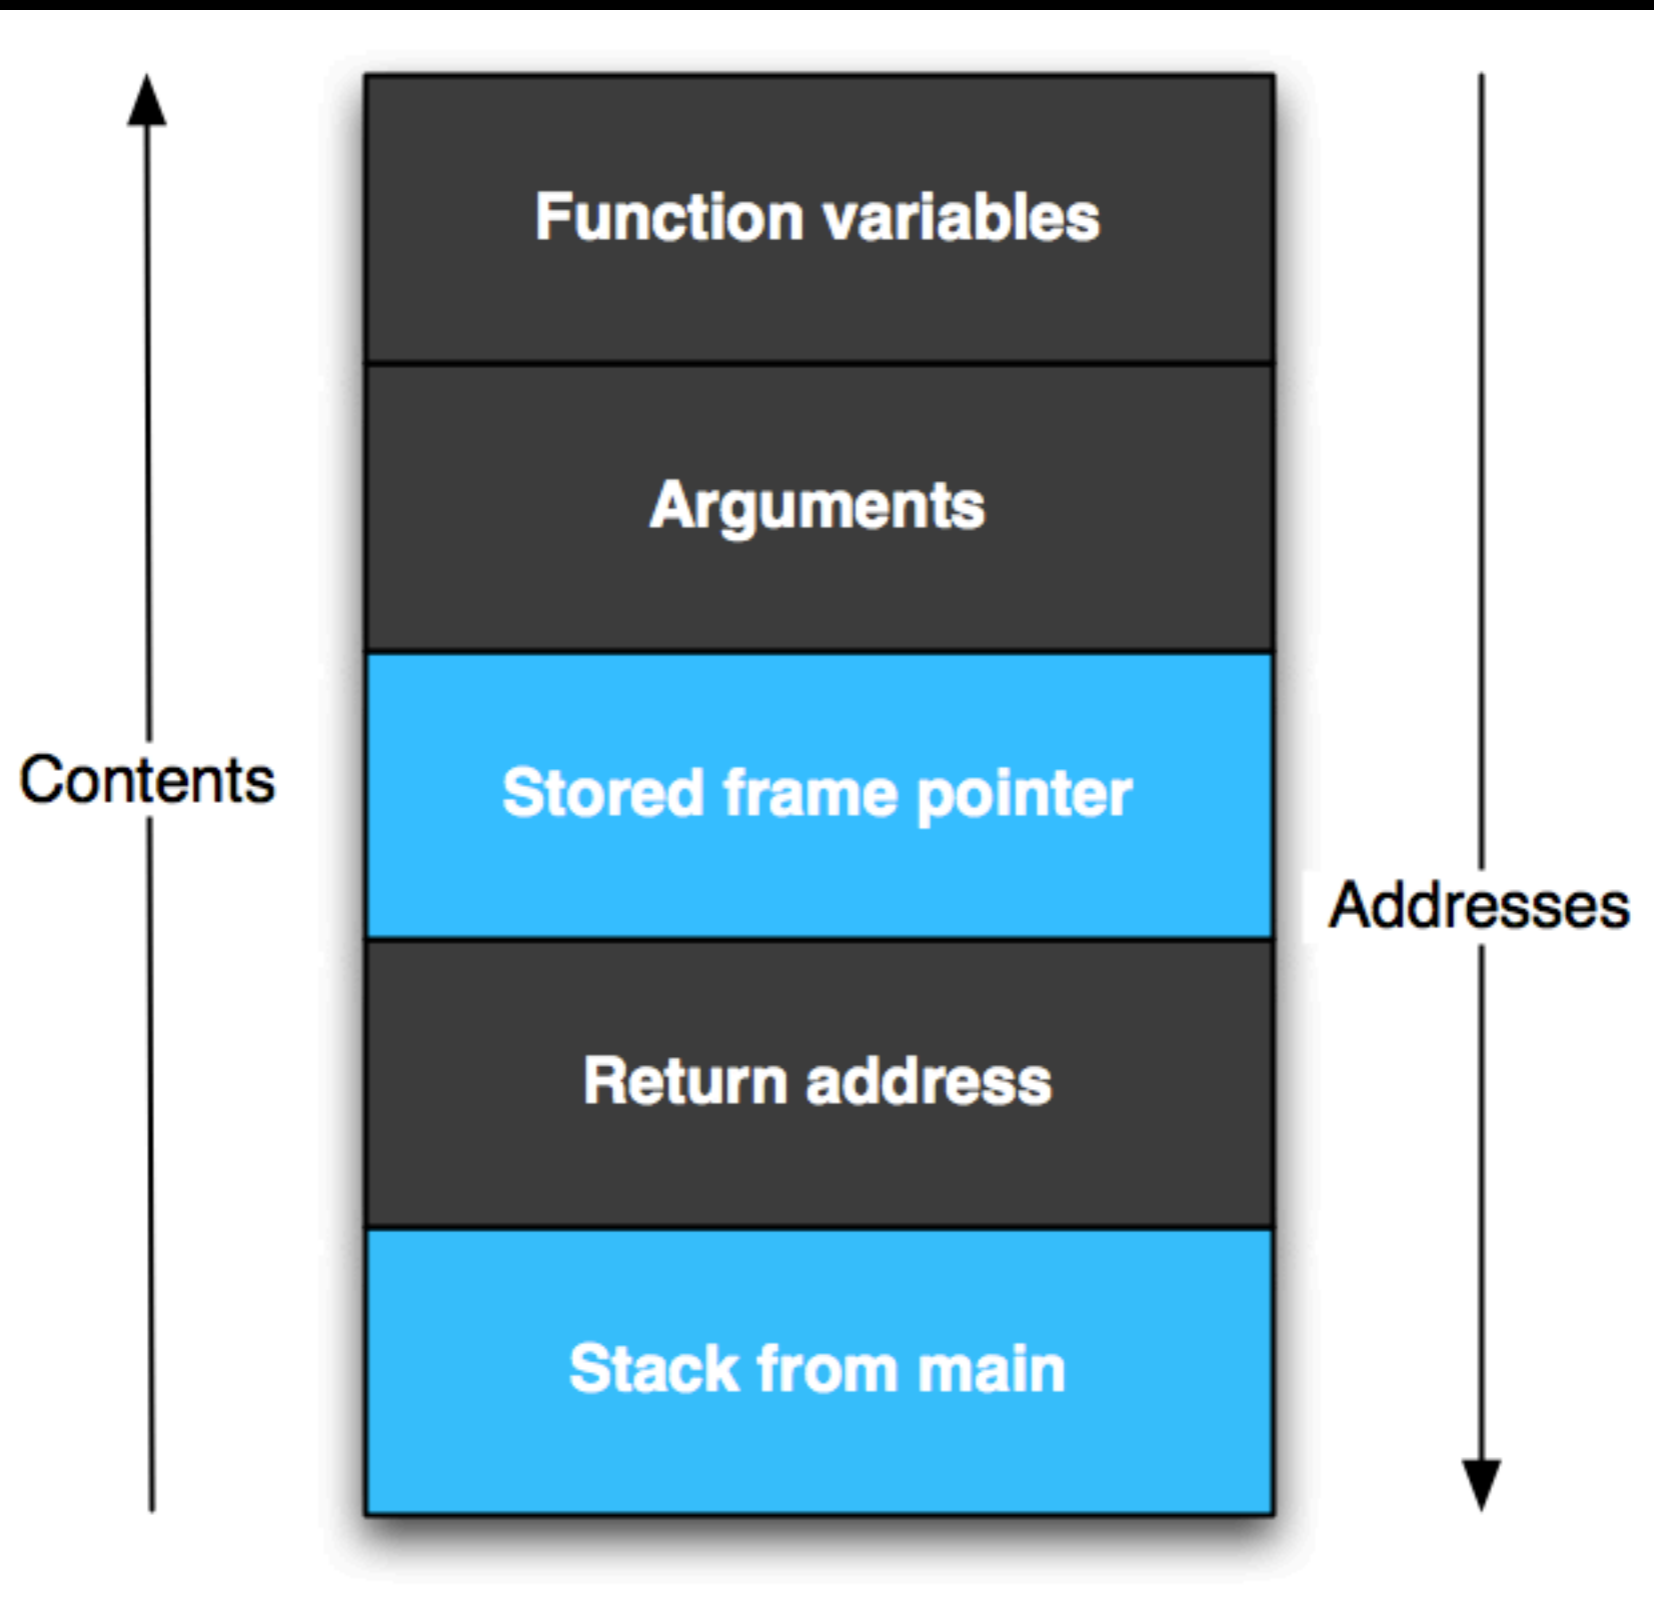 Function variables
Arguments
Contents
Stored frame pointer
Addresses
Return address
Stack from main